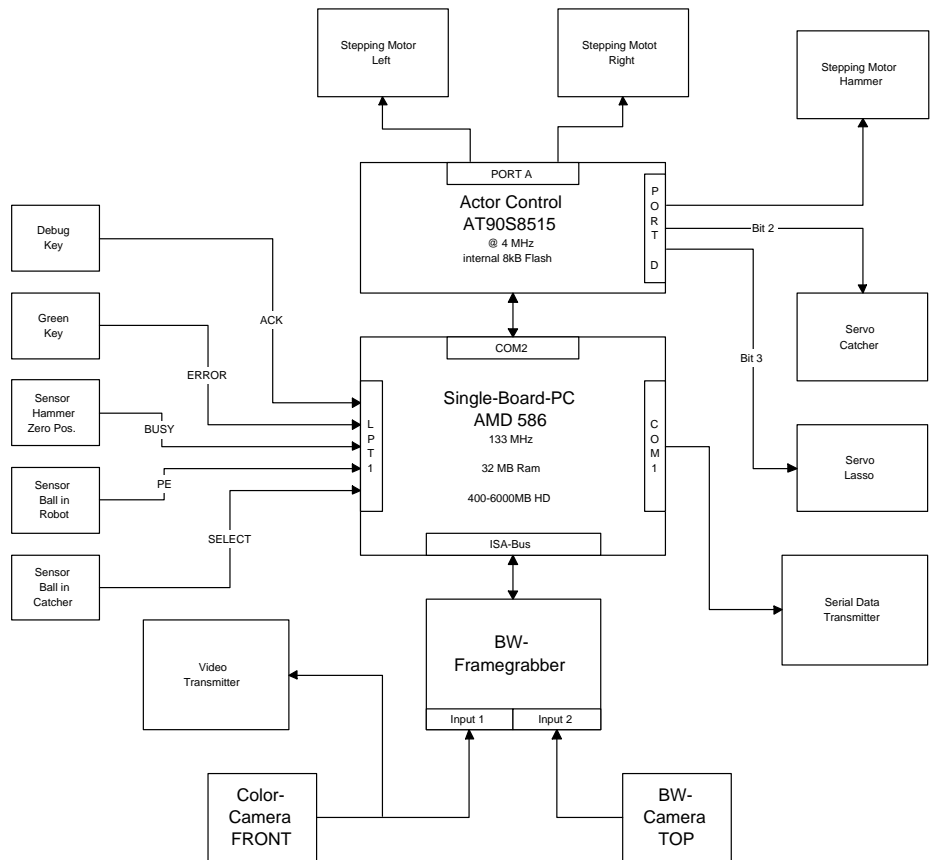 Stepping Motor
Left
Stepping Motot
Right
Stepping Motor
Hammer
PORT A
Actor Control
AT90S8515
@ 4 MHz
internal 8kB Flash
PORT D
Bit 2
Bit 3
Debug
Key
Green
Key
Sensor
Hammer
Zero Pos.
Sensor
Ball in
Robot
Sensor
Ball in
Catcher
ACK
ERROR
BUSY
PE
SELECT
COM2
LPT1
Single-Board-PC
AMD 586
133 MHz
32 MB Ram
400-6000MB HD
COM1
ISA-Bus
Servo
Catcher
Servo
Lasso
Serial Data
Transmitter
BW-
Framegrabber
Input 1
Input 2
Video
Transmitter
Color-
Camera
FRONT
BW-
Camera
TOP